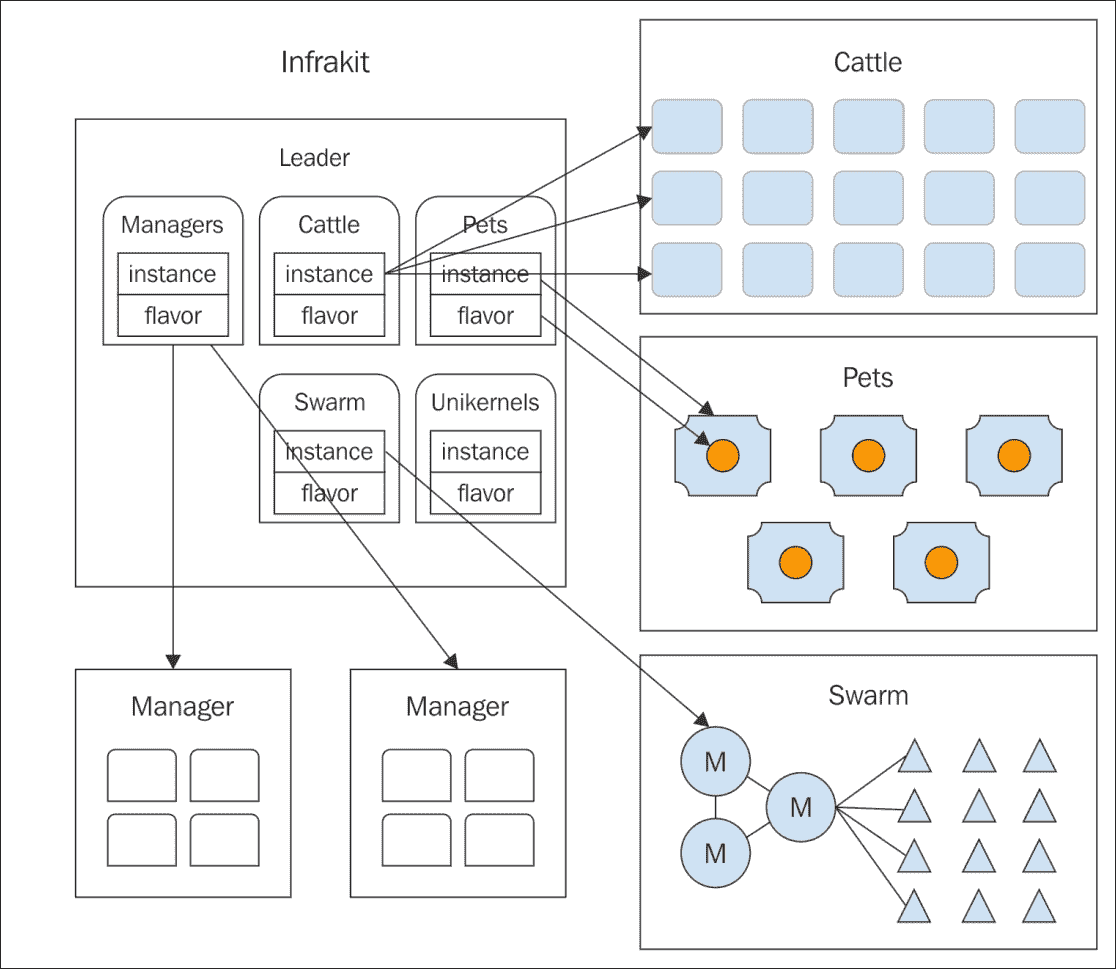 Infrakit
Leader
Managers
instance
flavor
Cattle
instance
flavor
Pets
instance
flavor
Swarm
instance
flavor
Unikernels
instance
flavor
Manager
Manager
Cattle
Pets
Swarm
M
M
M